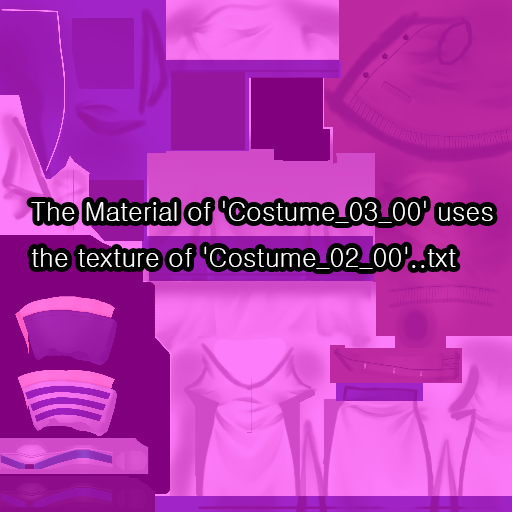 The Material of 'Costume_03_00' uses
the texture of 'Costume_02_00'..txt